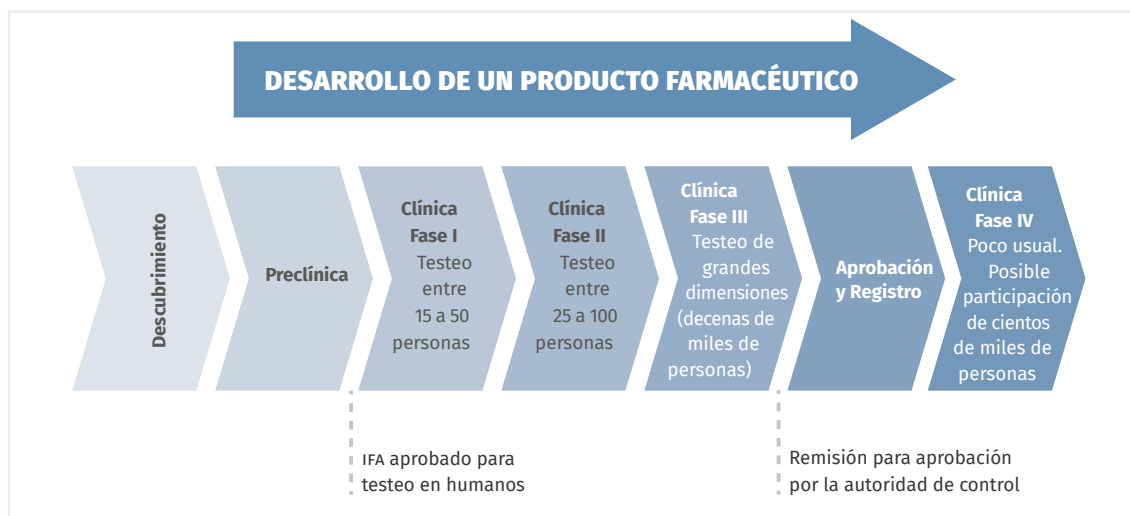 DESARROLLO DE UN PRODUCTO FARMACÉUTICO
Descubrimiento
Preclínica
Clínica
Fase I
Testeo
entre
15 a 50
personas
Clínica
Fase II
Testeo
entre
25 a 100
personas
Clínica
Fase III
Testeo de
grandes
dimensiones
(decenas de
miles de
personas)
Aprobación
y Registro
Clínica
Fase IV
Poco usual.
Posible
participación
de cientos
de miles de
personas
IFA aprobado para
testeo en humanos
Remisión para aprobación
por la autoridad de control